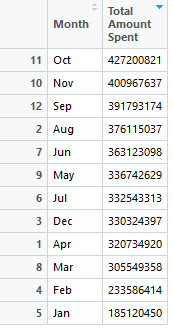 Month Total Amount Spent
11 Oct 427200821
10 Nov 400967637
12 Sep 391793174
2 Aug 376115037
7 Jun 363123098
9 May 336742629
6 Jul 332543313
3 Dec 330324397
1 Apr 320734920
8 Mar 305549358
4 Feb 233586414
5 Jan 185120450